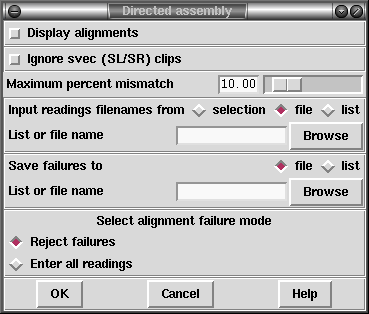 Directed assembly
Display alignments
Ignore svec (SL/SR) clips
Maximum percent mismatch 10.00
Input readings filenames from selection file list
List or file name Browse
Save failures to file list
List or file name Browse
Select alignment failure mode
Reject failures
Enter all readings
OK Cancel Help